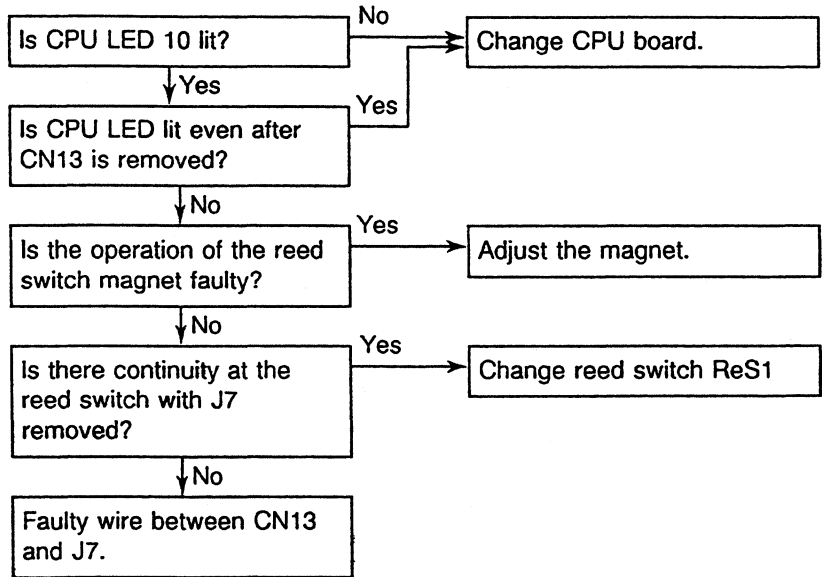 Is CPU LED 10 lit?
No
Change CPU board.
Yes
Is CPU LED lit even after
CN13 is removed?
Yes
No
Is the operation of the reed
switch magnet faulty?
Yes
Adjust the magnet.
No
Is there continuity at the
reed switch with J7
removed?
Yes
Change reed switch ReS1
No
Faulty wire between CN13
and J7.